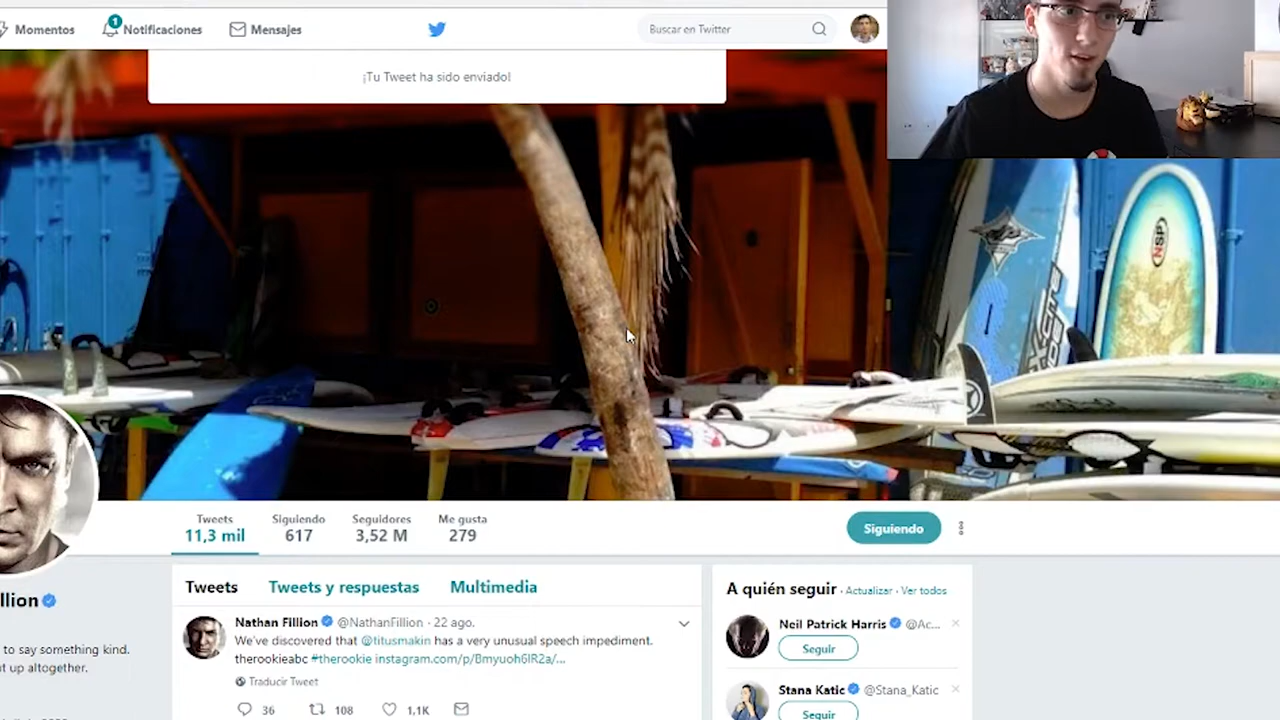 Momentos
1
Notificaciones
Mensajes
Buscar en Twitter
¡Tu Tweet ha sido enviado!
NSP
Tweets
11,3 mil
Siguiendo
617
Seguidores
3,52 M
Me gusta
279
Siguiendo
llion
to say something kind.
ut up altogether.
Tweets
Tweets y respuestas
Multimedia
Nathan Fillion @NathanFillion · 22 ago.
We've discovered that @titusmakin has a very unusual speech impediment.
therookieabc #therookie instagram.com/p/Bmyuoh6lR2a/...
Traducir Tweet
36
108
1,1K
A quién seguir · Actualizar · Ver todos
Neil Patrick Harris @Ac...
Seguir
Stana Katic @Stana_Katic
Seguir